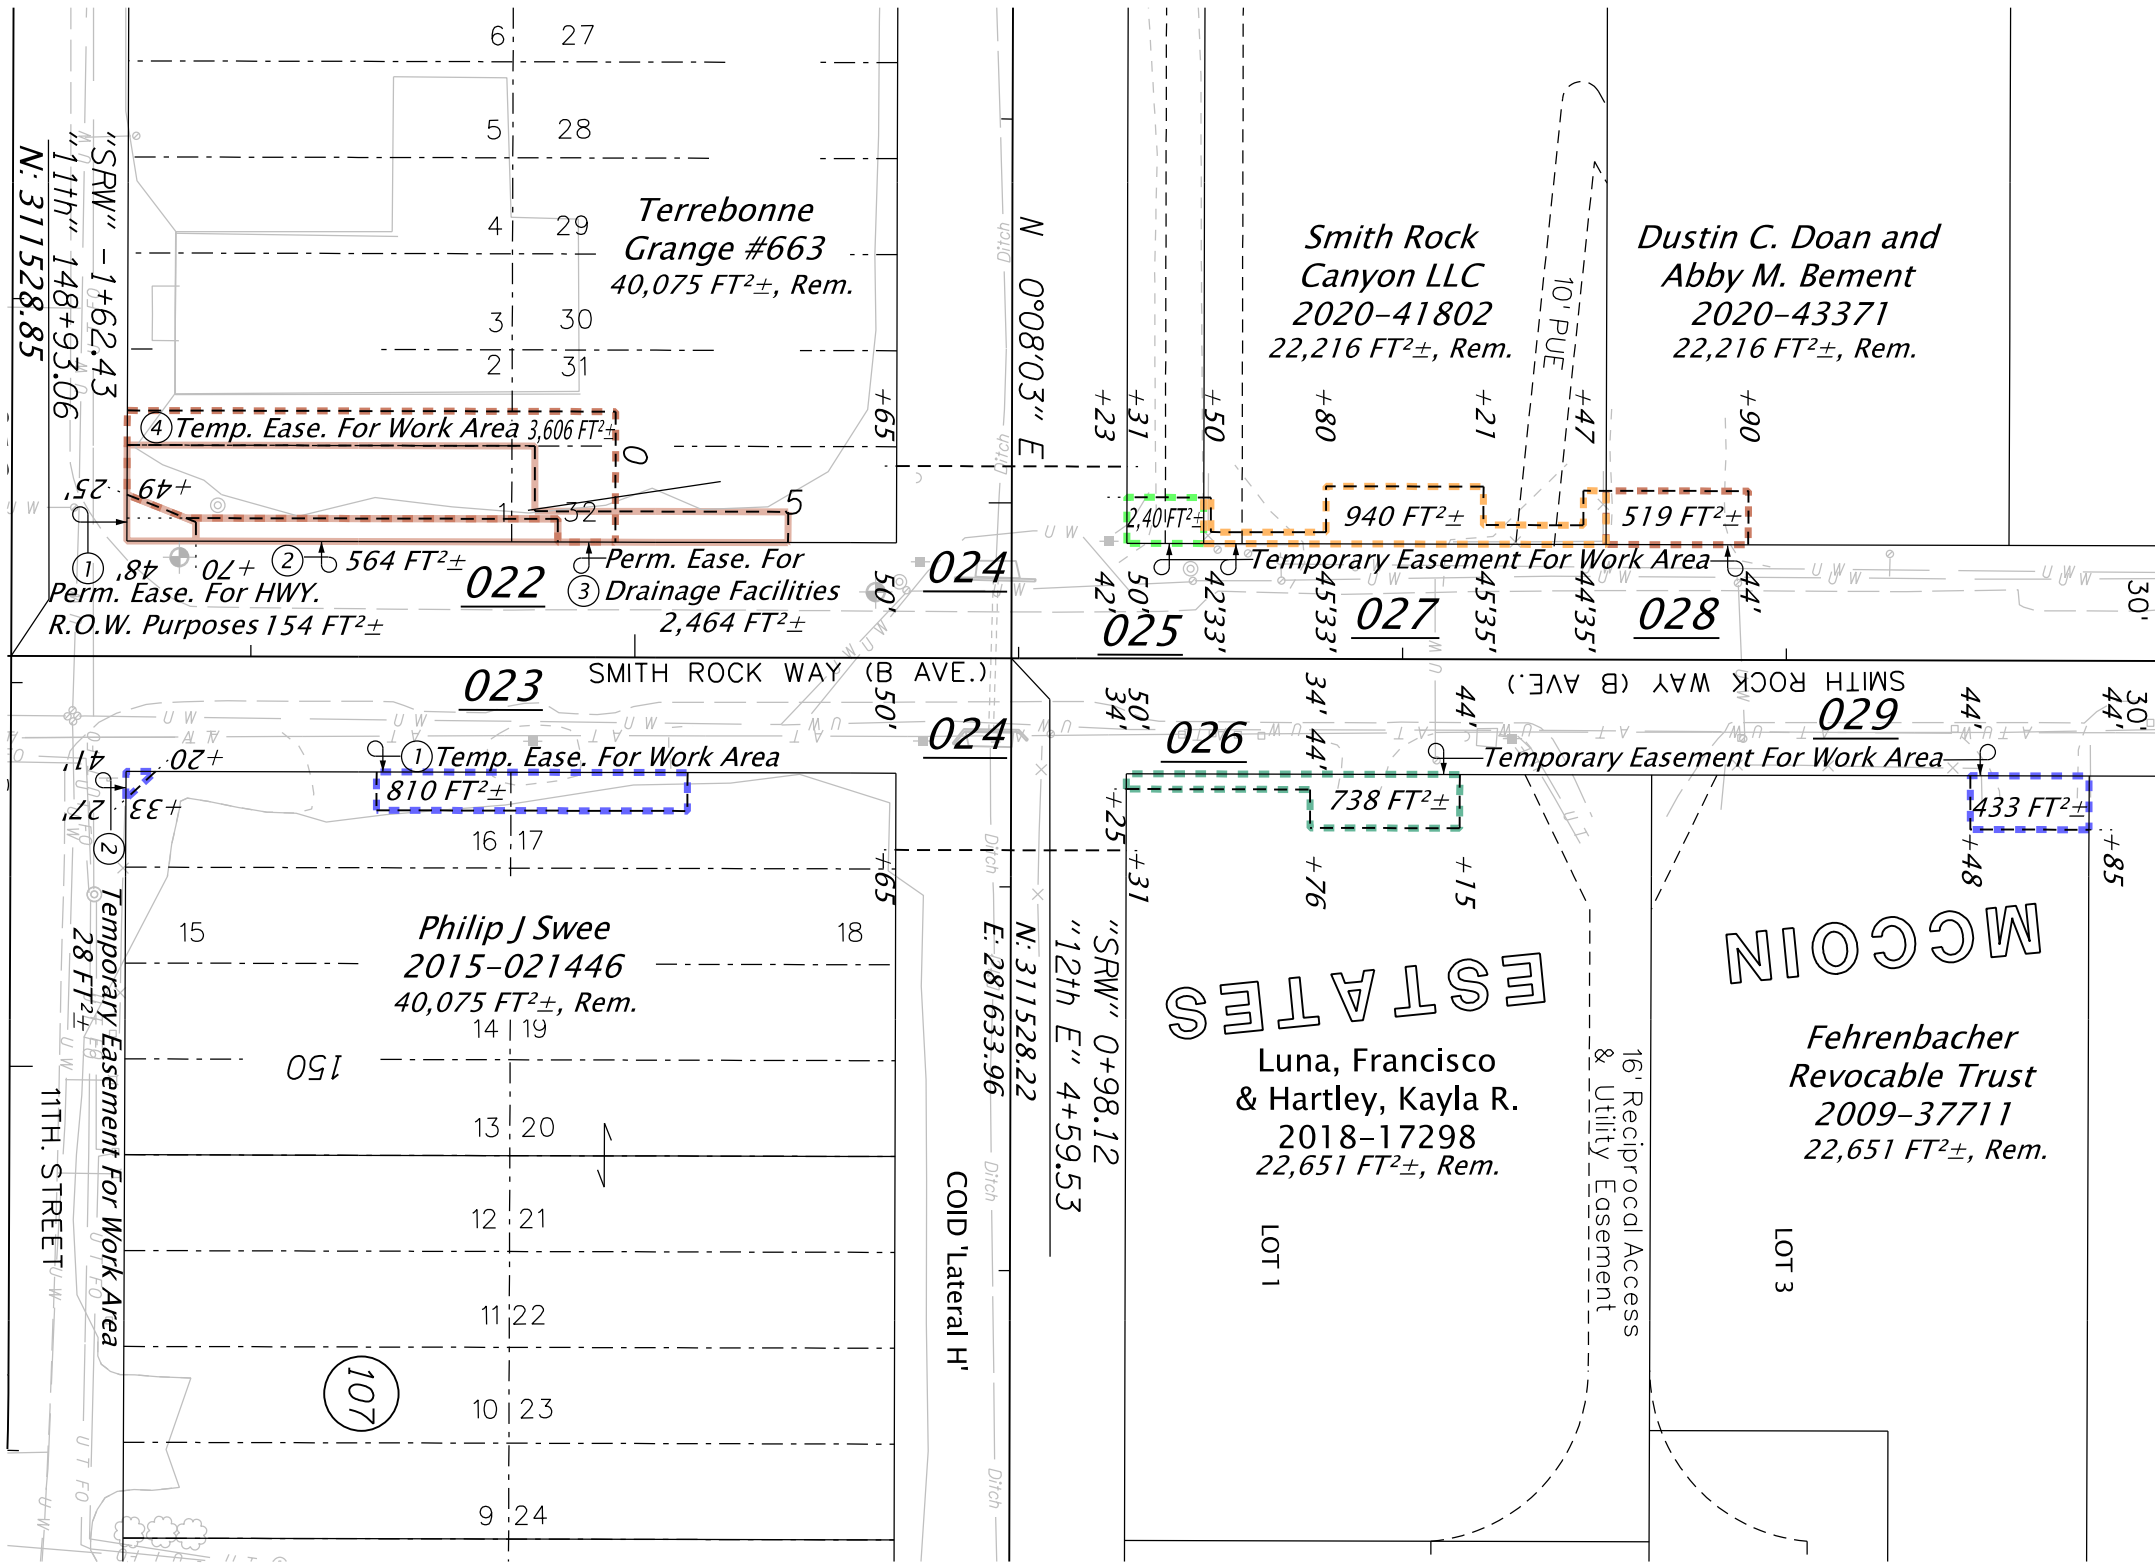 6 27
5 28
4 29
3 30
2 31
1 32
Terrebonne
Grange #663
40,075 FT²±, Rem.
"SRW" -1+62.43
"11th" 148+93.06
N: 311528.85
④ Temp. Ease. For Work Area 3,606 FT²±
+49
25'
①
Perm. Ease. For HWY.
R.O.W. Purposes 154 FT²±
48'
+70
② 564 FT²±
022
Perm. Ease. For
③ Drainage Facilities
2,464 FT²±
0
5
+65
50'
024
N 0°08'03" E
Ditch
Ditch
Smith Rock
Canyon LLC
2020-41802
22,216 FT²±, Rem.
10' PUE
Dustin C. Doan and
Abby M. Bement
2020-43371
22,216 FT²±, Rem.
+23
+31
+50
+80
+21
+47
+90
940 FT²±
519 FT²±
Temporary Easement For Work Area
42'
50'
42'33'
45'33'
45'35'
44'35'
44'
30'
025
027
028
SMITH ROCK WAY (B AVE.)
SMITH ROCK WAY (B AVE.)
023
50'
024
① Temp. Ease. For Work Area
810 FT²±
41'
+20
27'
+33
② Temporary Easement For Work Area
28 FT²±
16 17
15
18
Philip J Swee
2015-021446
40,075 FT²±, Rem.
14 19
150
13 20
12 21
11 22
107
10 23
9 24
11TH. STREET
+65
COID 'Lateral H'
Ditch
Ditch
Ditch
E: 281633.96
N: 311528.22
"12th E" 4+59.53
"SRW" 0+98.12
34'
50'
026
34' 44'
44'
029
44'
44'
30'
Temporary Easement For Work Area
738 FT²±
433 FT²±
+25
+31
+76
+15
+48
+85
MCCOIN
ESTATES
Luna, Francisco
& Hartley, Kayla R.
2018-17298
22,651 FT²±, Rem.
LOT 1
16' Reciprocal Access
& Utility Easement
Fehrenbacher
Revocable Trust
2009-37711
22,651 FT²±, Rem.
LOT 3